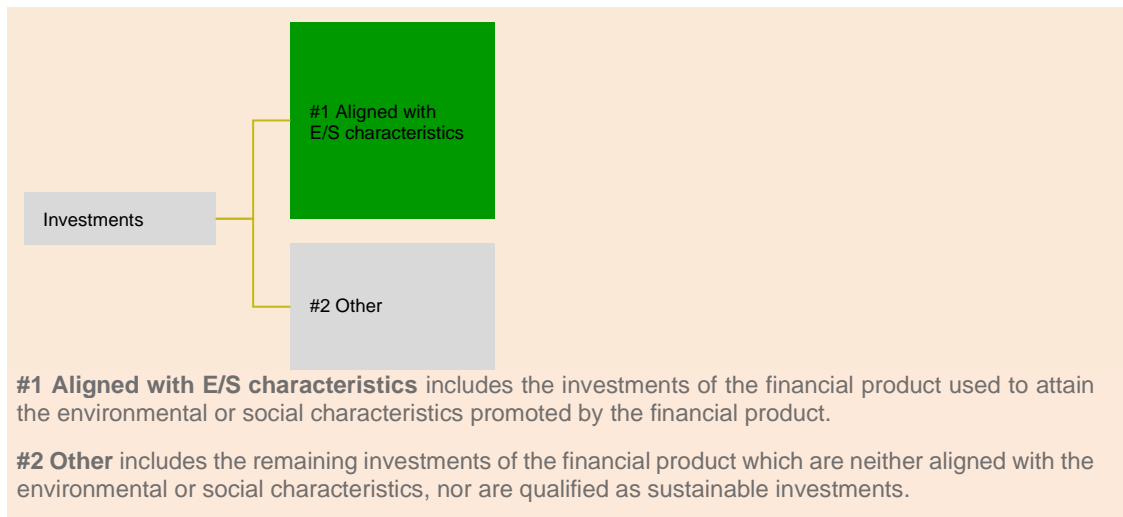 #1 Aligned with
E/S characteristics
Investments
#2 Other
#1 Aligned with E/S characteristics includes the investments of the financial product used to attain
the environmental or social characteristics promoted by the financial product.
#2 Other includes the remaining investments of the financial product which are neither aligned with the
environmental or social characteristics, nor are qualified as sustainable investments.